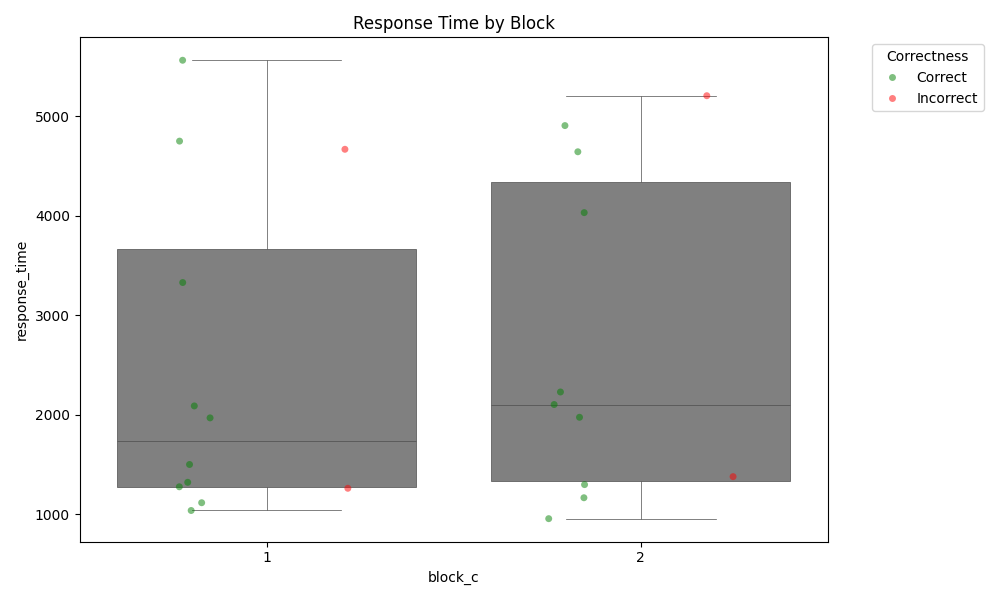 Response Time by Block
Correctness
Correct
Incorrect
5000
4000
3000
2000
1000
response_time
1
2
block_c